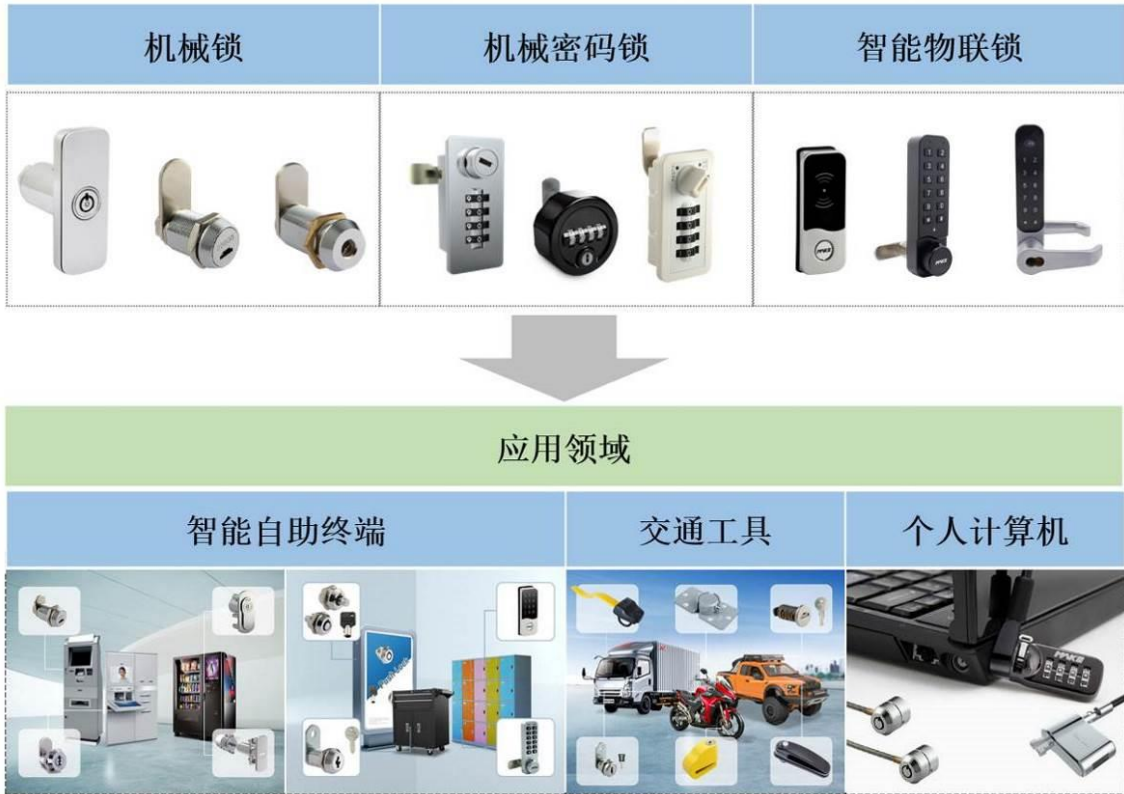 机械锁
机械密码锁
智能物联锁
应用领域
智能自助终端
交通工具
个人计算机